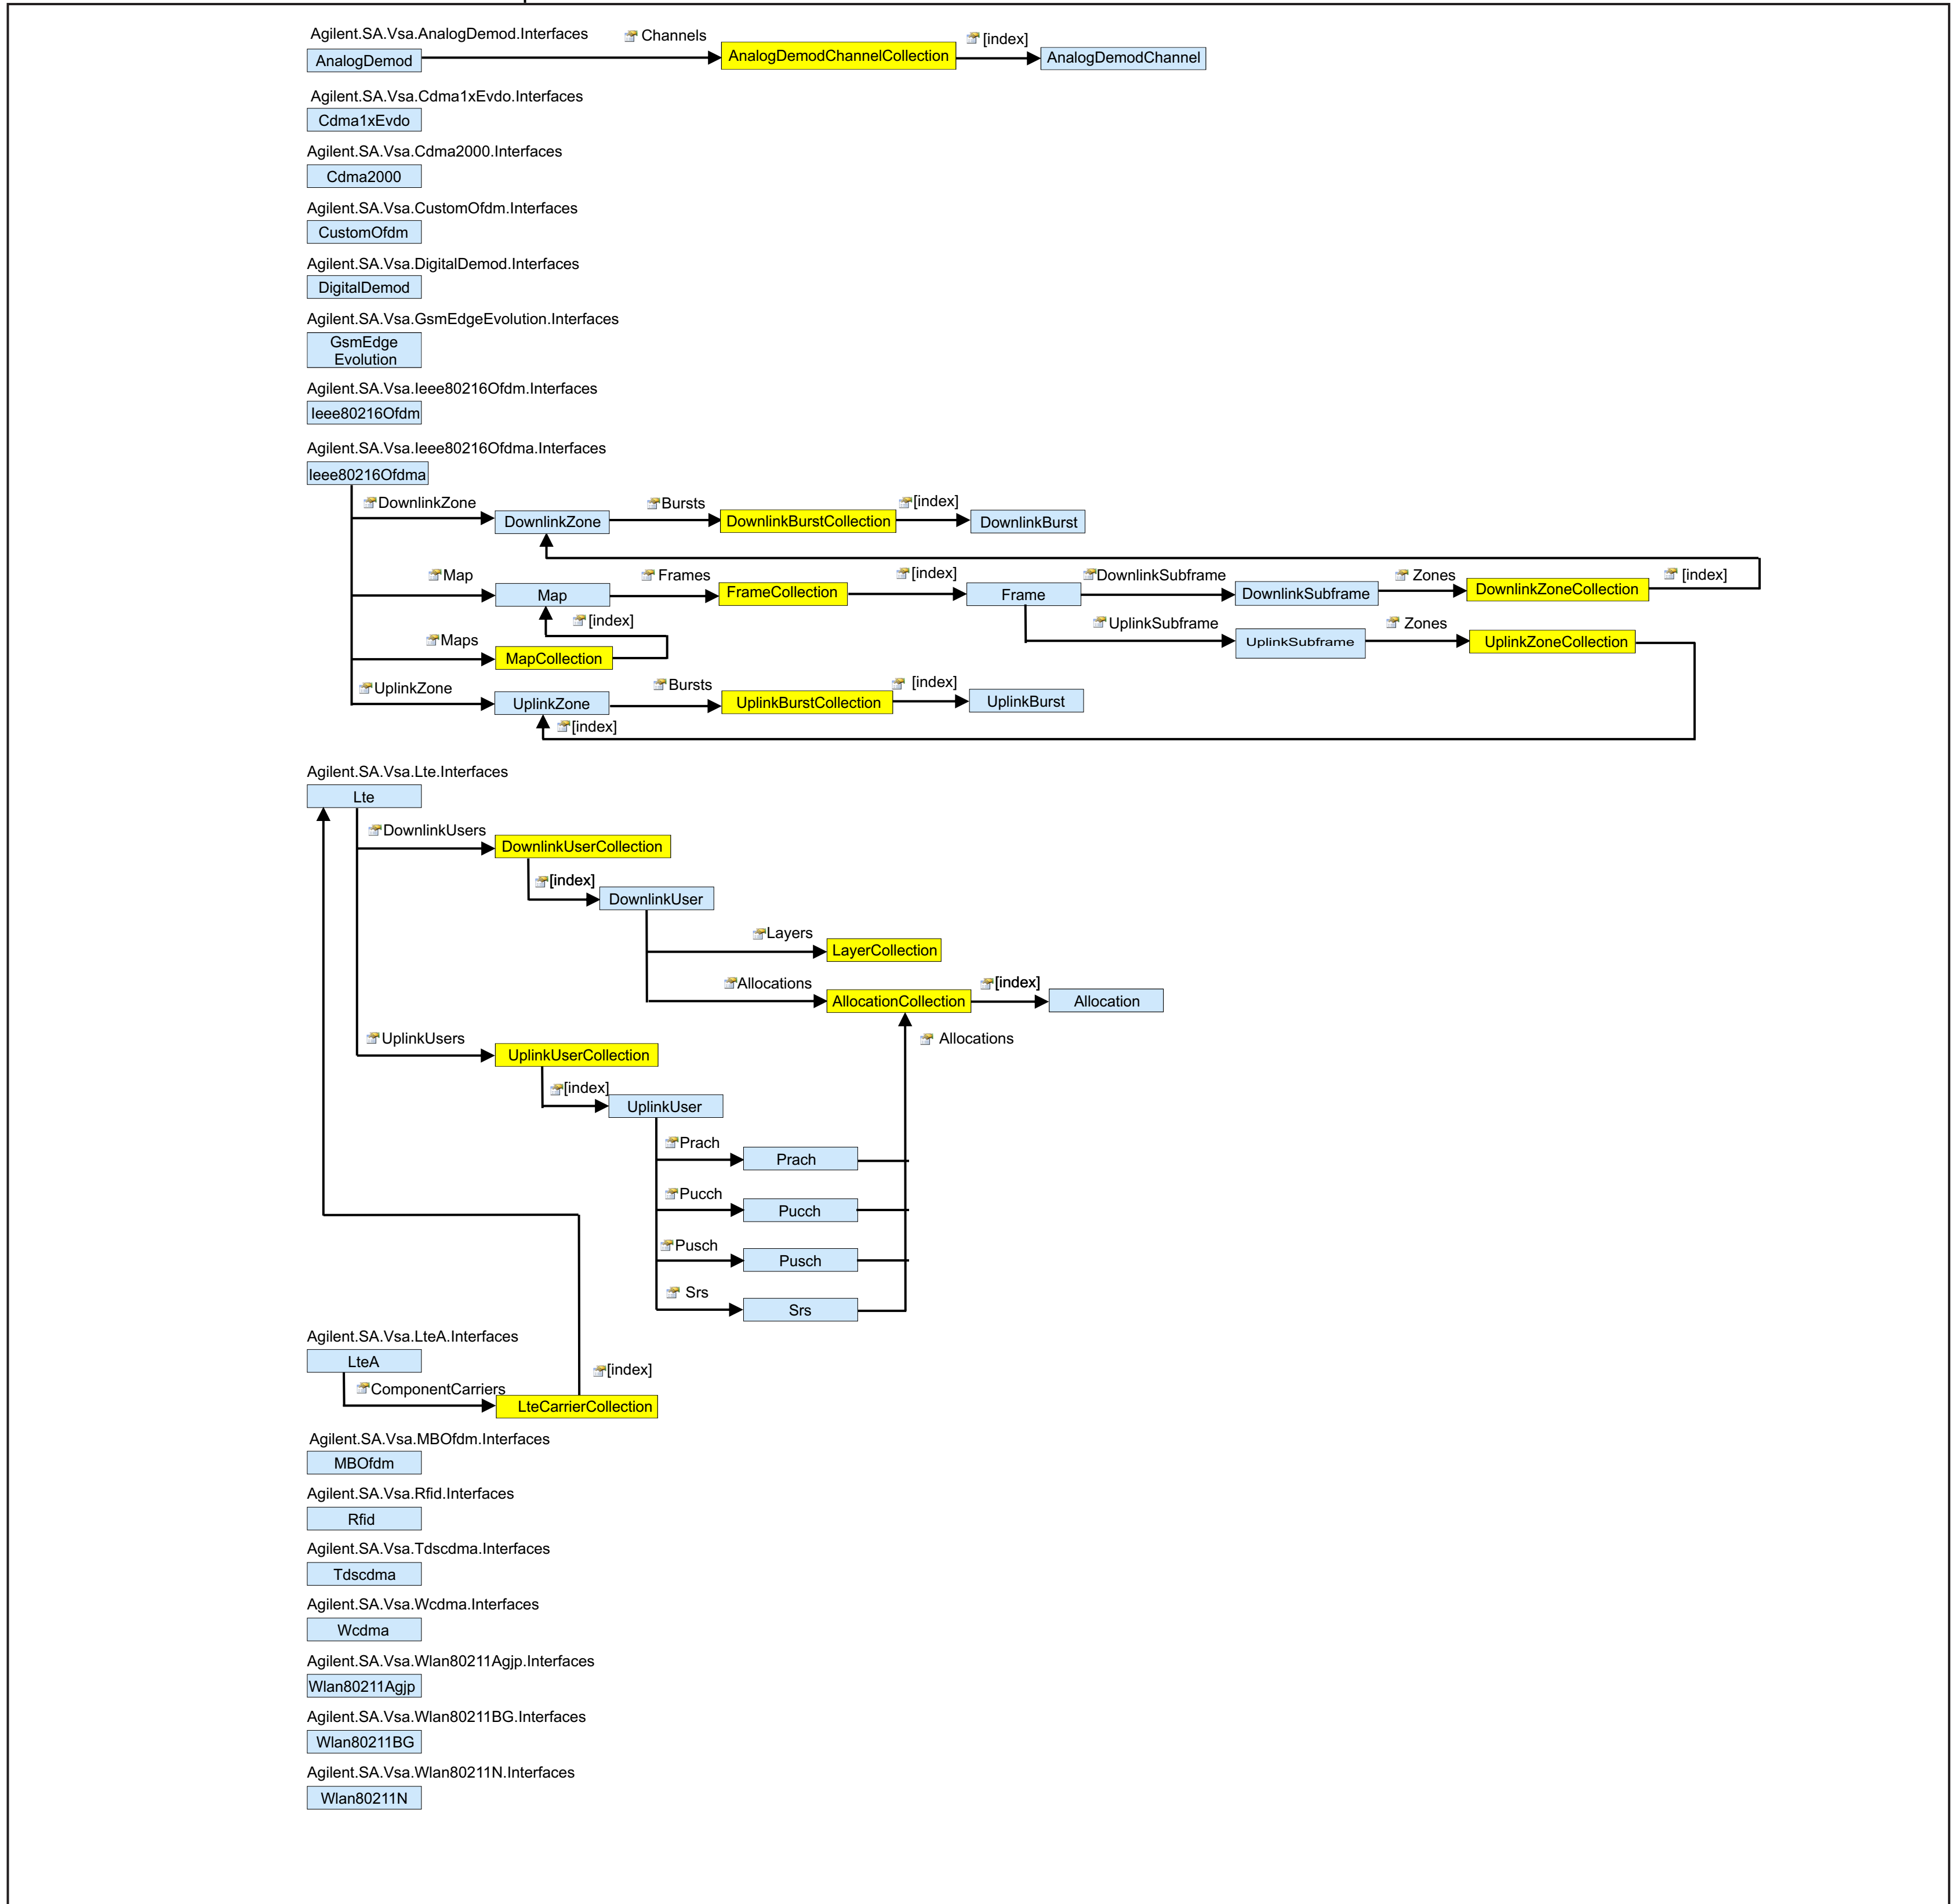 Agilent.SA.Vsa.AnalogDemod.Interfaces
Channels
[index]
AnalogDemod
AnalogDemodChannelCollection
AnalogDemodChannel
Agilent.SA.Vsa.Cdma1xEvdo.Interfaces
Cdma1xEvdo
Agilent.SA.Vsa.Cdma2000.Interfaces
Cdma2000
Agilent.SA.Vsa.CustomOfdm.Interfaces
CustomOfdm
Agilent.SA.Vsa.DigitalDemod.Interfaces
DigitalDemod
Agilent.SA.Vsa.GsmEdgeEvolution.Interfaces
GsmEdge
Evolution
Agilent.SA.Vsa.Ieee80216Ofdm.Interfaces
Ieee80216Ofdm
Agilent.SA.Vsa.Ieee80216Ofdma.Interfaces
Ieee80216Ofdma
DownlinkZone
Bursts
[index]
DownlinkZone
DownlinkBurstCollection
DownlinkBurst
Map
Frames
[index]
DownlinkSubframe
Zones
[index]
Map
FrameCollection
Frame
DownlinkSubframe
DownlinkZoneCollection
[index]
UplinkSubframe
Zones
Maps
MapCollection
UplinkSubframe
UplinkZoneCollection
UplinkZone
Bursts
[index]
UplinkZone
UplinkBurstCollection
UplinkBurst
[index]
Agilent.SA.Vsa.Lte.Interfaces
Lte
DownlinkUsers
DownlinkUserCollection
[index]
DownlinkUser
Layers
LayerCollection
Allocations
[index]
AllocationCollection
Allocation
UplinkUsers
Allocations
UplinkUserCollection
[index]
UplinkUser
Prach
Prach
Pucch
Pucch
Pusch
Pusch
Srs
Srs
Agilent.SA.Vsa.LteA.Interfaces
LteA
[index]
ComponentCarriers
LteCarrierCollection
Agilent.SA.Vsa.MBOfdm.Interfaces
MBOfdm
Agilent.SA.Vsa.Rfid.Interfaces
Rfid
Agilent.SA.Vsa.Tdscdma.Interfaces
Tdscdma
Agilent.SA.Vsa.Wcdma.Interfaces
Wcdma
Agilent.SA.Vsa.Wlan80211Agjp.Interfaces
Wlan80211Agjp
Agilent.SA.Vsa.Wlan80211BG.Interfaces
Wlan80211BG
Agilent.SA.Vsa.Wlan80211N.Interfaces
Wlan80211N